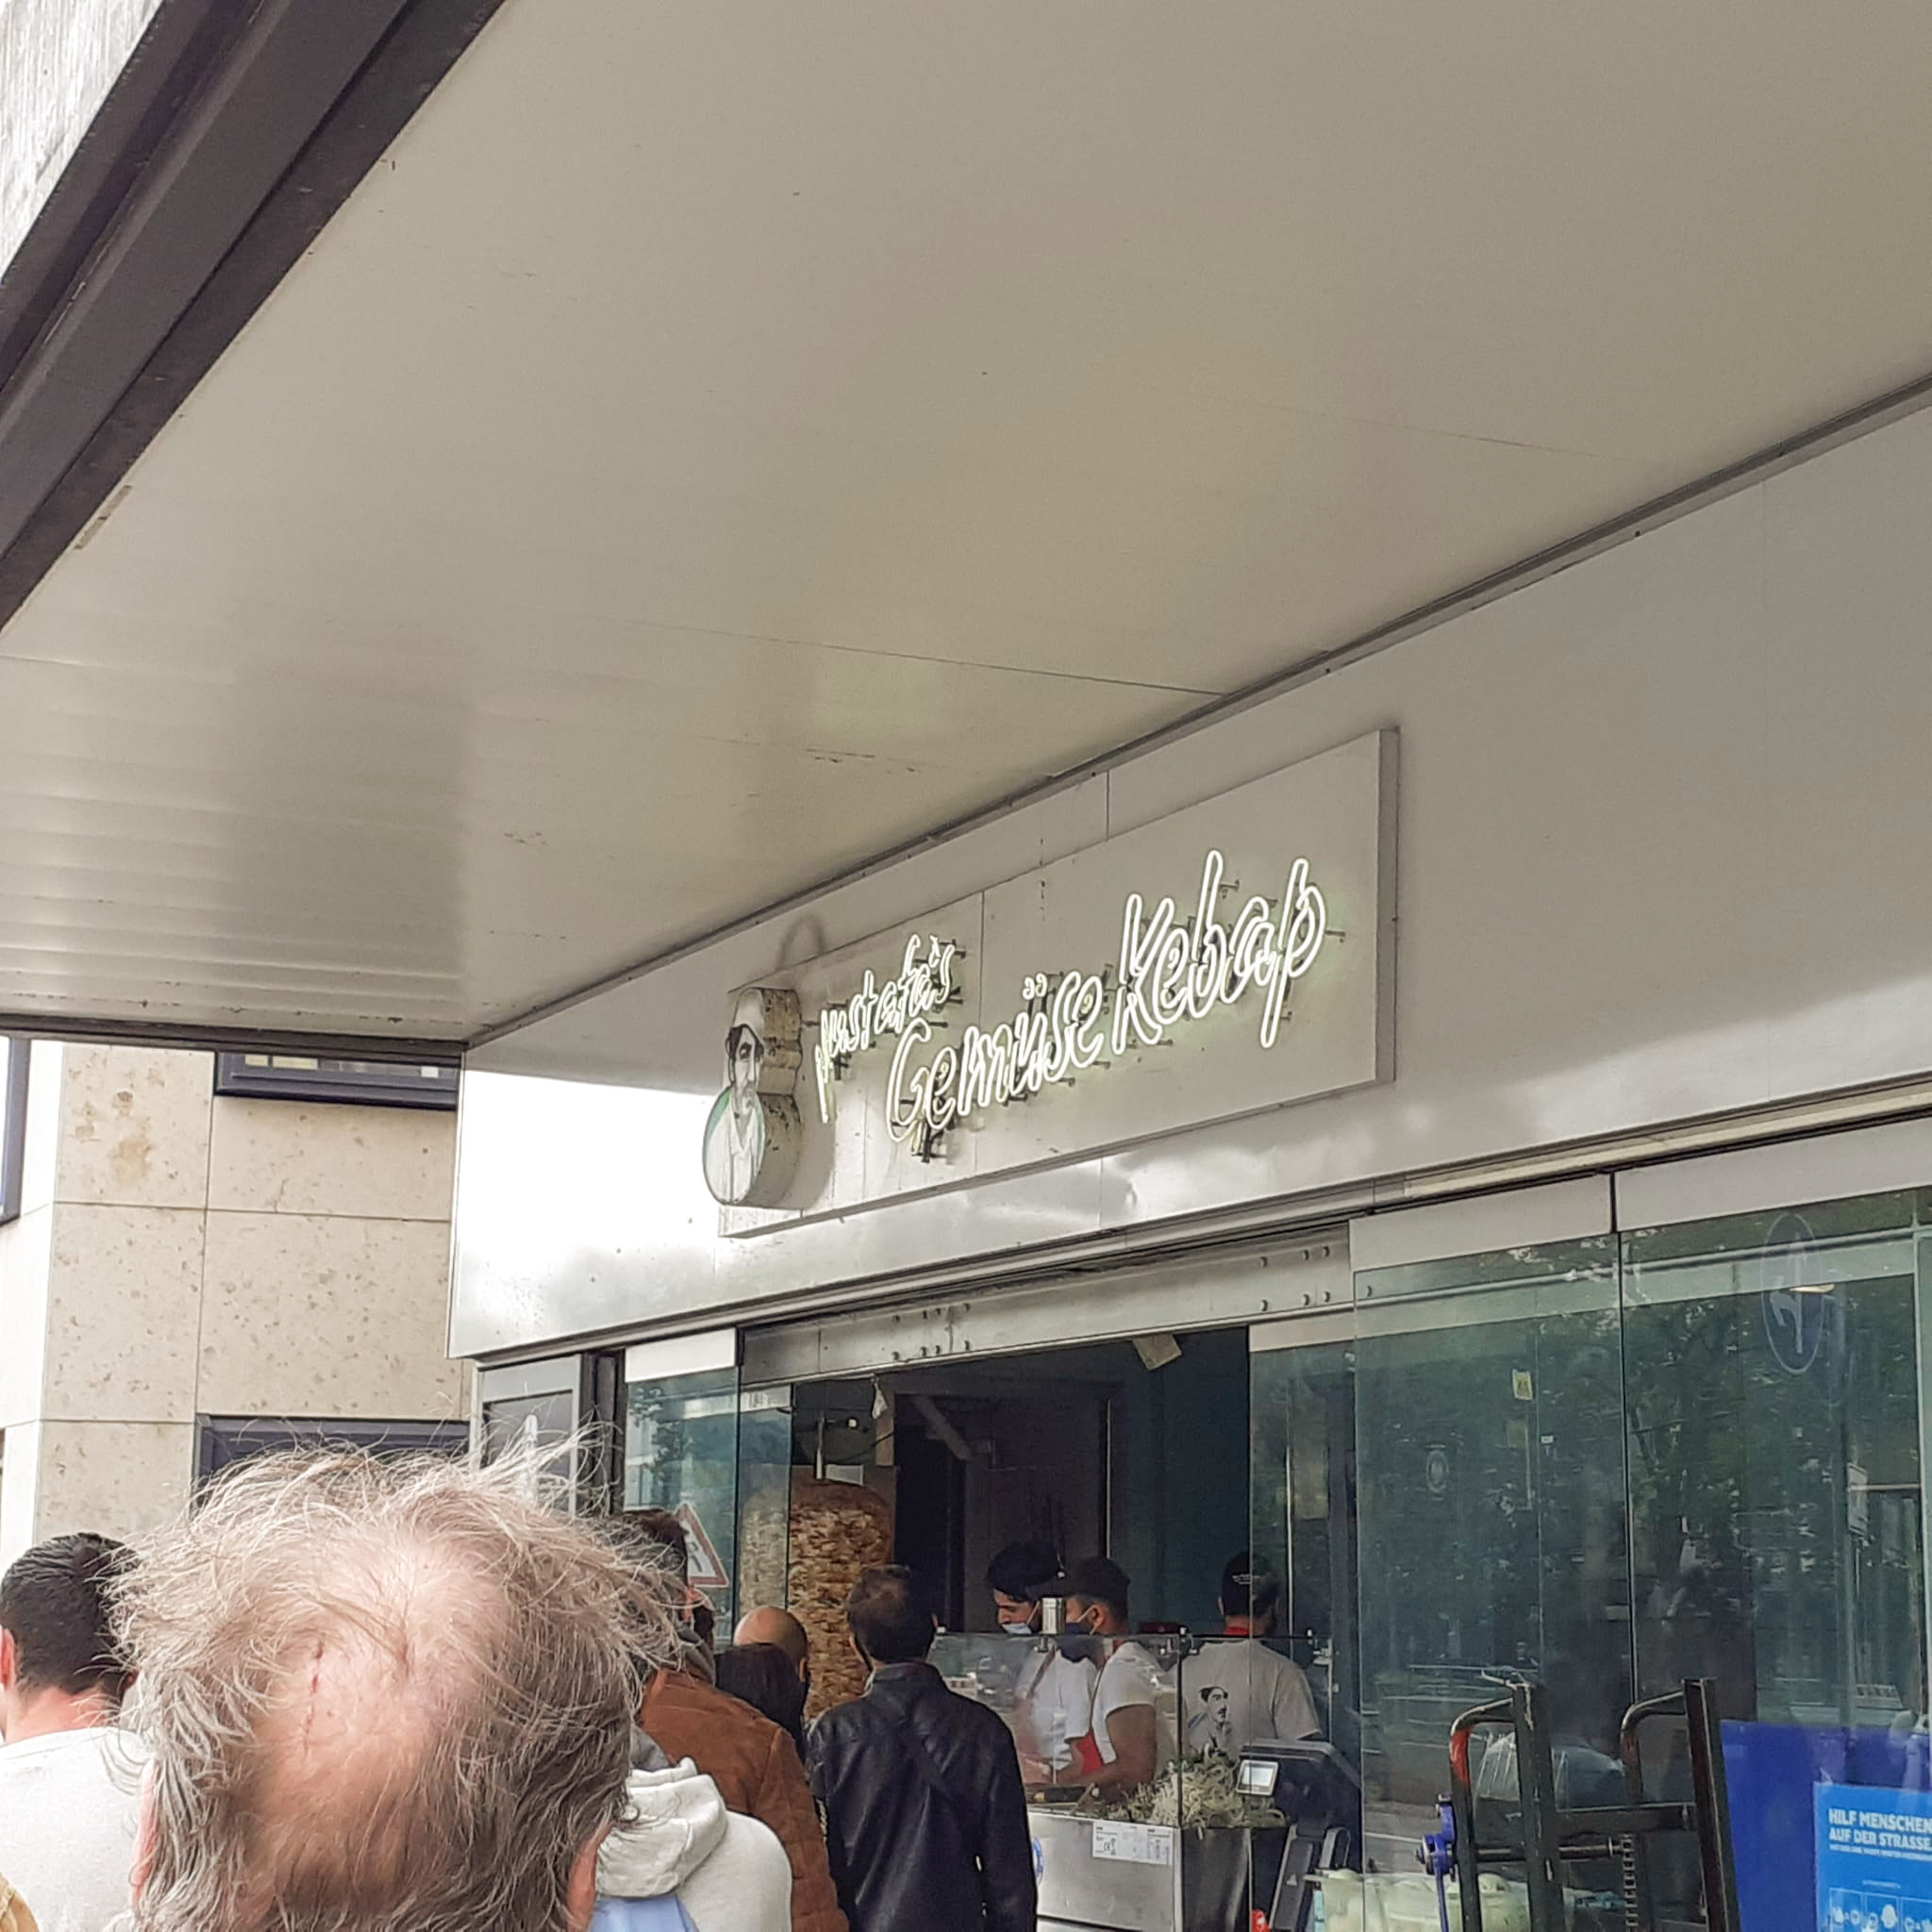 Mustafa's
Gemüse Kebap
HILF MENSCHEN
AUF DER STRASSE